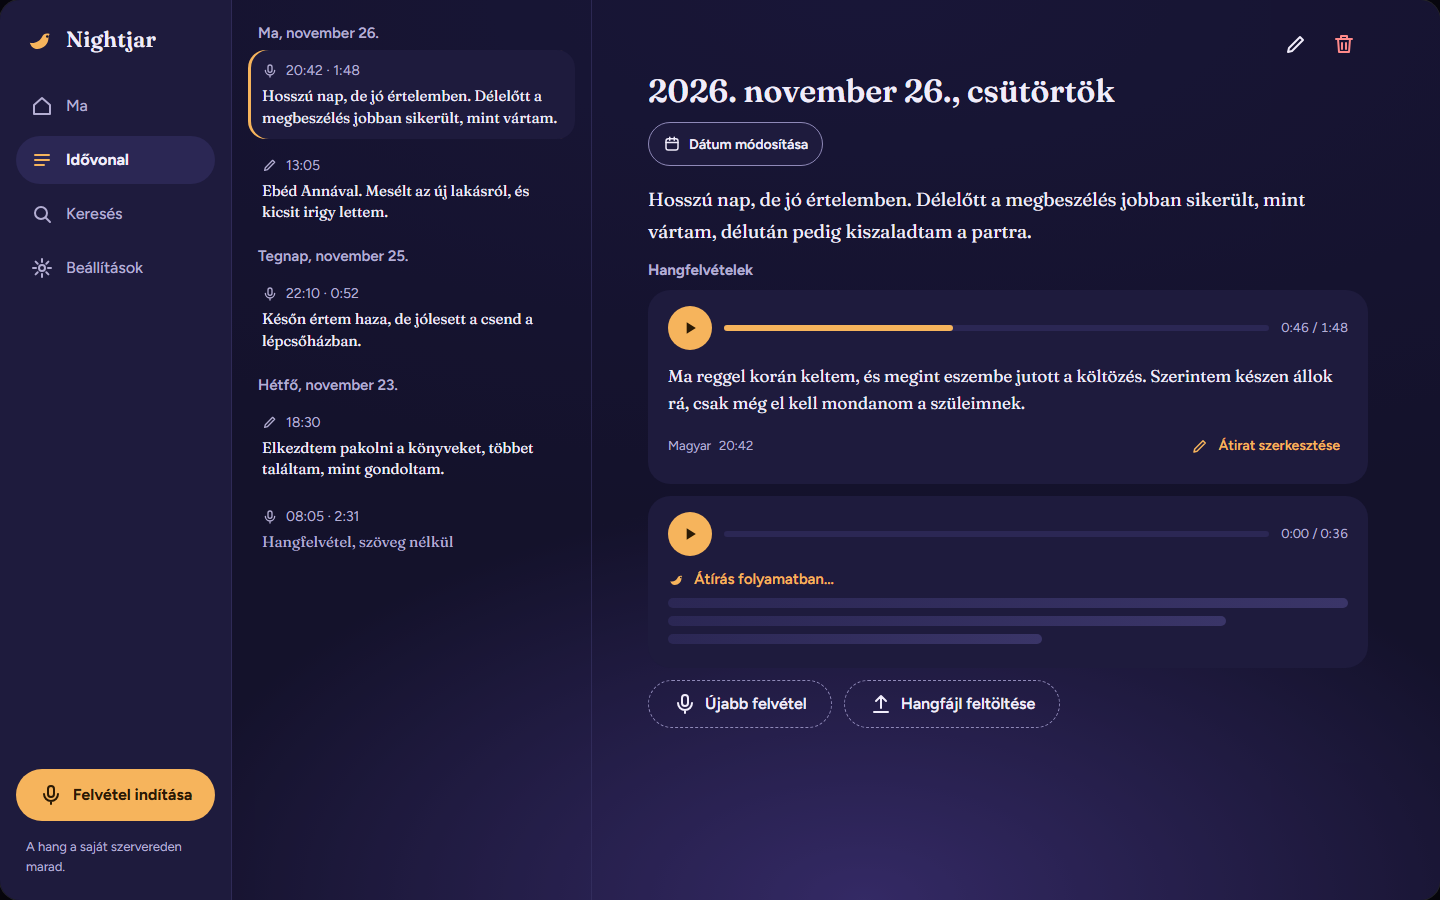 Nightjar
Ma
Idővonal
Keresés
Beállítások
Felvétel indítása
A hang a saját szervereden
marad.
Ma, november 26.
20:42 · 1:48
Hosszú nap, de jó értelemben. Délelőtt a
megbeszélés jobban sikerült, mint vártam.
13:05
Ebéd Annával. Mesélt az új lakásról, és
kicsit irigy lettem.
Tegnap, november 25.
22:10 · 0:52
Későn értem haza, de jólesett a csend a
lépcsőházban.
Hétfő, november 23.
18:30
Elkezdtem pakolni a könyveket, többet
találtam, mint gondoltam.
08:05 · 2:31
Hangfelvétel, szöveg nélkül
2026. november 26., csütörtök
Dátum módosítása
Hosszú nap, de jó értelemben. Délelőtt a megbeszélés jobban sikerült, mint
vártam, délután pedig kiszaladtam a partra.
Hangfelvételek
0:46 / 1:48
Ma reggel korán keltem, és megint eszembe jutott a költözés. Szerintem készen állok
rá, csak még el kell mondanom a szüleimnek.
Magyar 20:42
Átirat szerkesztése
0:00 / 0:36
Átírás folyamatban...
Újabb felvétel
Hangfájl feltöltése